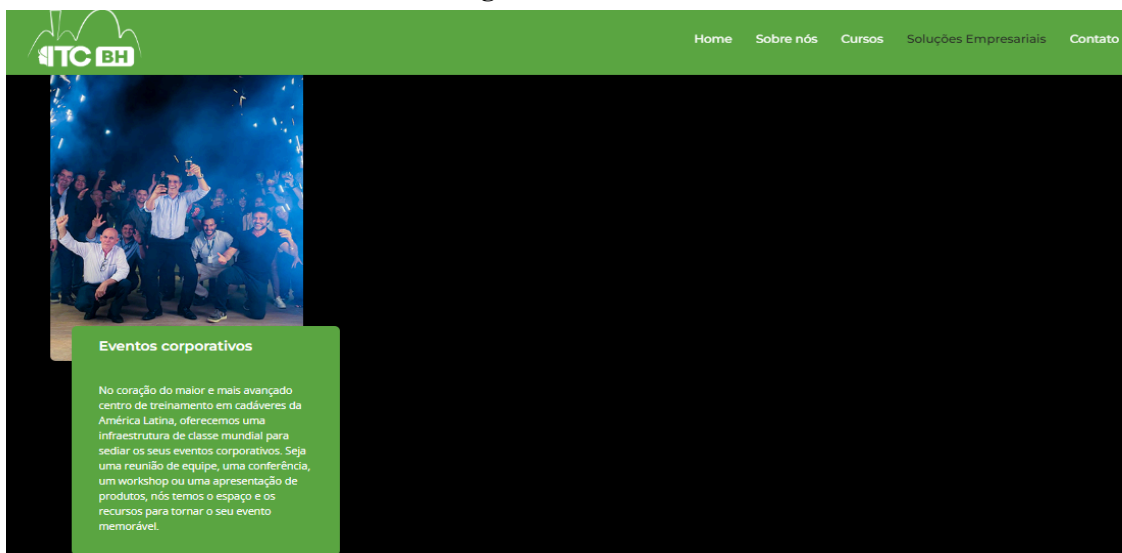 ITC BH
Home Sobre nós Cursos Soluções Empresariais Contato
Eventos corporativos
No coração do maior e mais avançado
centro de treinamento em cadáveres da
América Latina, oferecemos uma
infraestrutura de classe mundial para
sediar os seus eventos corporativos. Seja
uma reunião de equipe, uma conferência,
um workshop ou uma apresentação de
produtos, nós temos o espaço e os
recursos para tornar o seu evento
memorável.